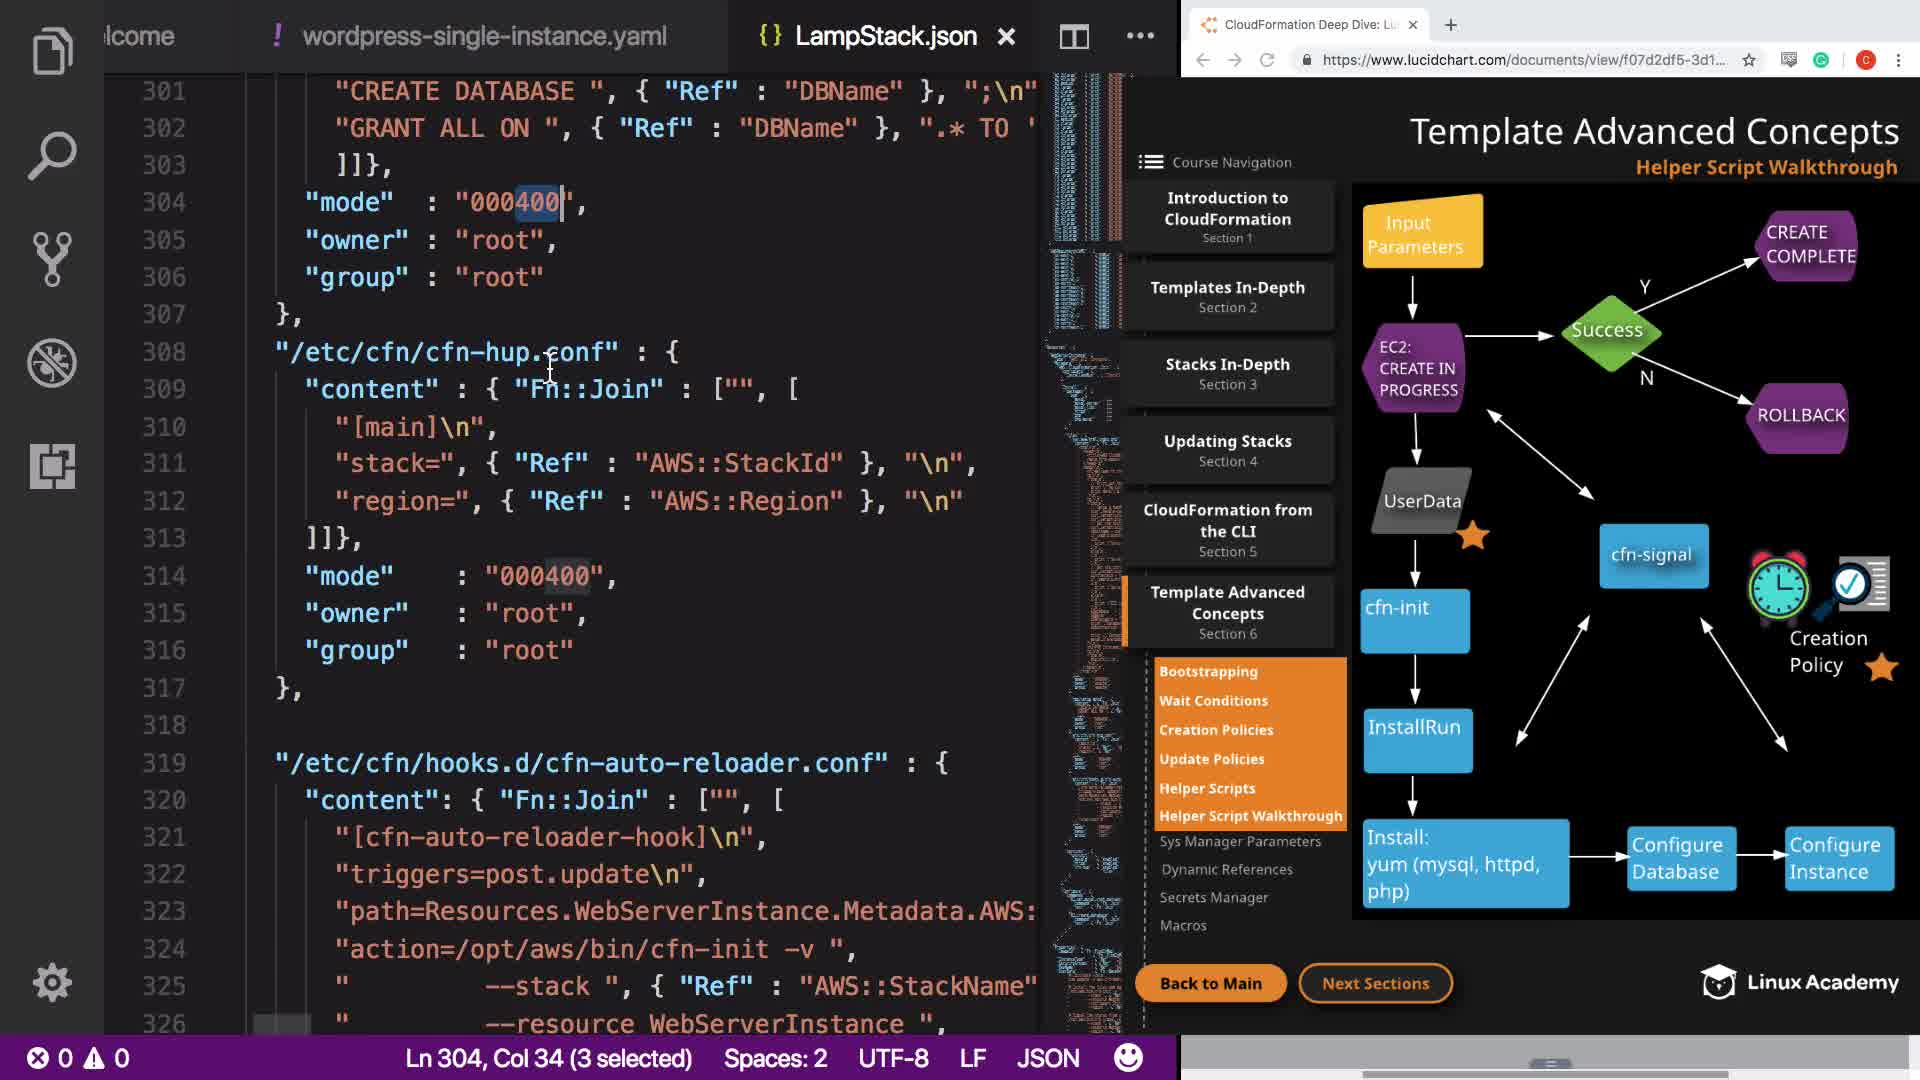 lcome
! wordpress-single-instance.yaml
{} LampStack.json
301 "CREATE DATABASE ", { "Ref" : "DBName" }, ";\n"
302 "GRANT ALL ON ", { "Ref" : "DBName" }, ".* TO '
303 ]]},
304 "mode"  : "000400",
305 "owner" : "root",
306 "group" : "root"
307 },
308 "/etc/cfn/cfn-hup.conf" : {
309 "content" : { "Fn::Join" : ["", [
310 "[main]\n",
311 "stack=", { "Ref" : "AWS::StackId" }, "\n",
312 "region=", { "Ref" : "AWS::Region" }, "\n"
313 ]]},
314 "mode"    : "000400",
315 "owner"   : "root",
316 "group"   : "root"
317 },
318
319 "/etc/cfn/hooks.d/cfn-auto-reloader.conf" : {
320 "content": { "Fn::Join" : ["", [
321 "[cfn-auto-reloader-hook]\n",
322 "triggers=post.update\n",
323 "path=Resources.WebServerInstance.Metadata.AWS:
324 "action=/opt/aws/bin/cfn-init -v ",
325 "         --stack ", { "Ref" : "AWS::StackName"
326 "         --resource WebServerInstance ",
0 0
Ln 304, Col 34 (3 selected)
Spaces: 2
UTF-8
LF
JSON
CloudFormation Deep Dive: Lu
https://www.lucidchart.com/documents/view/f07d2df5-3d1...
C
Template Advanced Concepts
Helper Script Walkthrough
Course Navigation
Introduction to
CloudFormation
Section 1
Templates In-Depth
Section 2
Stacks In-Depth
Section 3
Updating Stacks
Section 4
CloudFormation from
the CLI
Section 5
Template Advanced
Concepts
Section 6
Bootstrapping
Wait Conditions
Creation Policies
Update Policies
Helper Scripts
Helper Script Walkthrough
Sys Manager Parameters
Dynamic References
Secrets Manager
Macros
Back to Main
Next Sections
Input
Parameters
EC2:
CREATE IN
PROGRESS
Success
Y
N
CREATE
COMPLETE
ROLLBACK
UserData
cfn-signal
Creation
Policy
cfn-init
InstallRun
Install:
yum (mysql, httpd,
php)
Configure
Database
Configure
Instance
Linux Academy